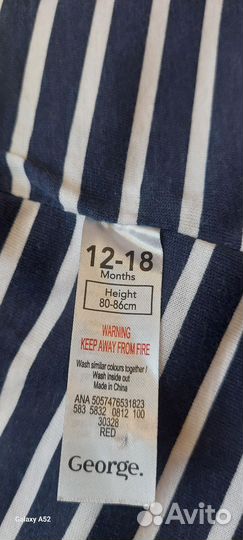 12-18
Months
Height
80-86cm
WARNING
KEEP AWAY FROM FIRE
Wash similar colours together /
Wash inside out
Made in China
ANA 5057476531823
583 5832 0812 100
30328
RED
George.
Galaxy A52
Avito